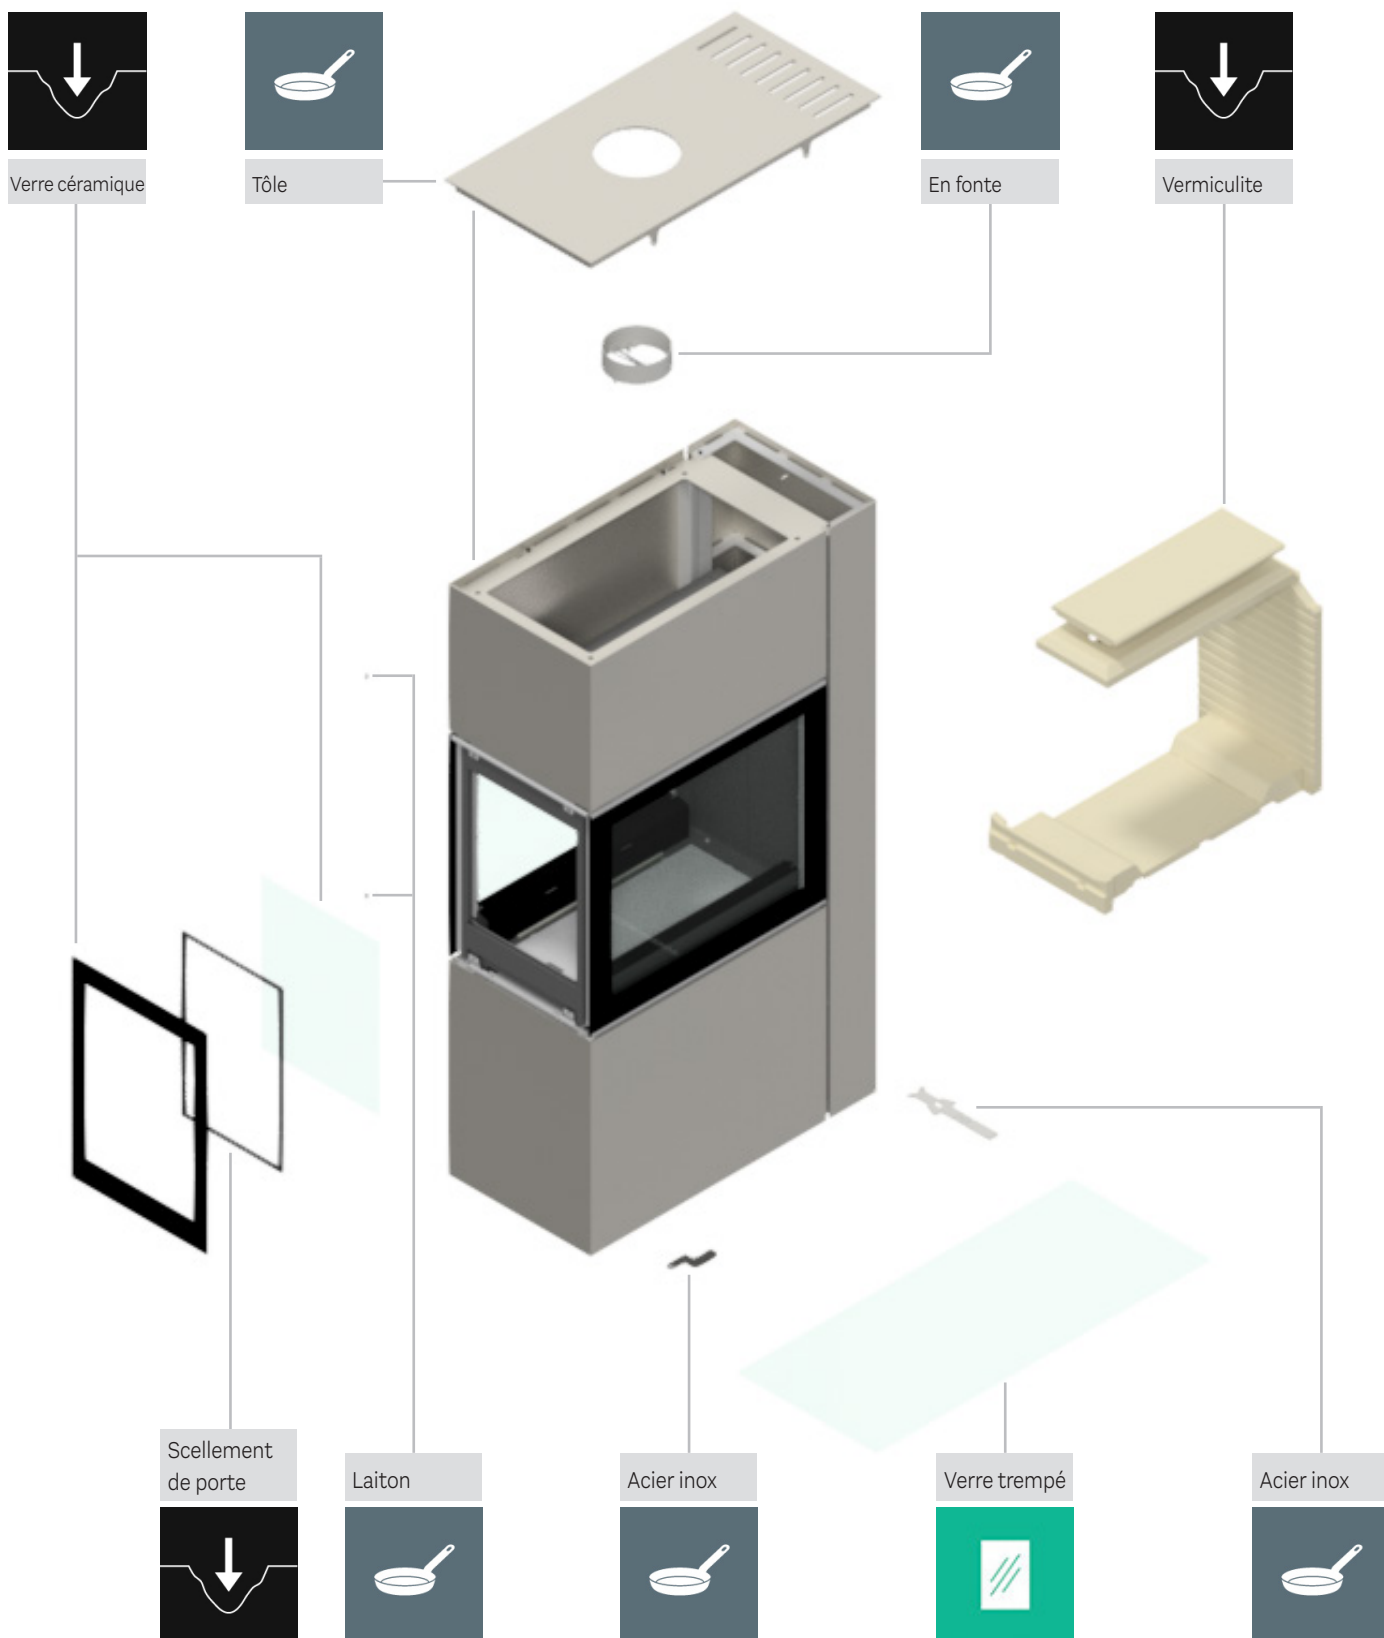 Verre céramique
Tôle
En fonte
Vermiculite
Scellement
de porte
Laiton
Acier inox
Verre trempé
Acier inox